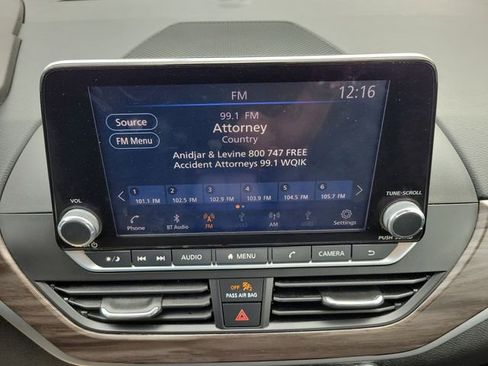 FM
12:16
99.1 FM
Source
Attorney
Country
FM Menu
Anidjar & Levine 800 747 FREE
Accident Attorneys 99.1 WQIK
1 2 3 4 5 6
101.1 FM 102.5 FM 102.9 FM 103.9 FM 104.5 FM 105.7 FM
VOL
TUNE·SCROLL
Phone BT Audio FM AM Settings
PUSH
AUDIO MENU CAMERA
OFF
PASS AIR BAG